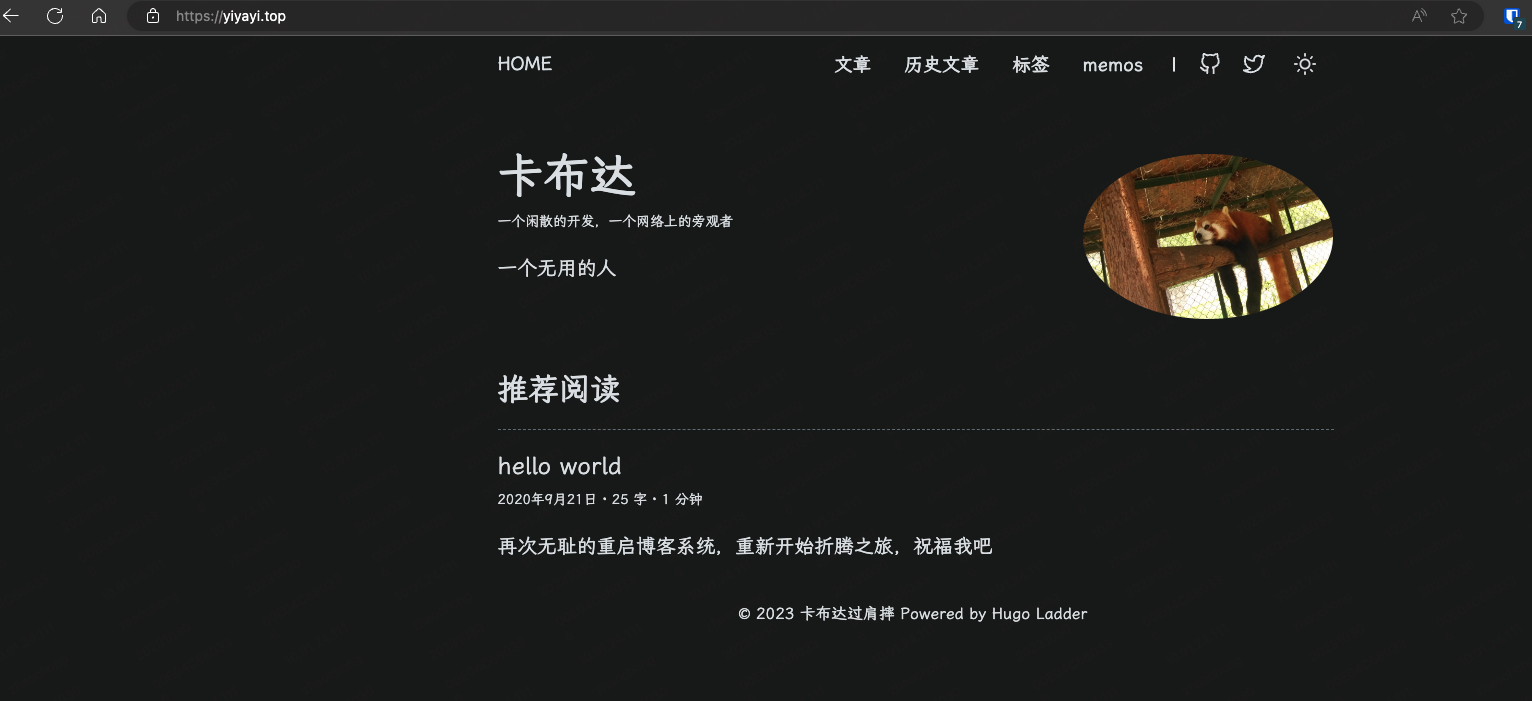 https://yiyayi.top
7
HOME 文章 历史文章 标签 memos |
卡布达
一个闲散的开发，一个网络上的旁观者
一个无用的人
推荐阅读
hello world
2020年9月21日・25 字・1 分钟
再次无耻的重启博客系统，重新开始折腾之旅，祝福我吧
© 2023 卡布达过肩摔 Powered by Hugo Ladder